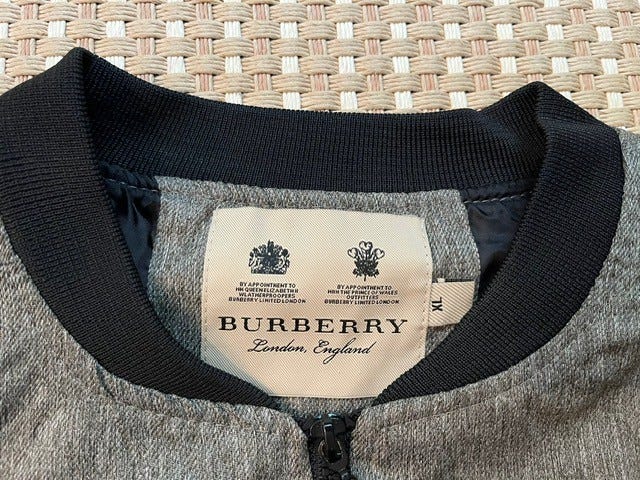 BY APPOINTMENT TO
HM QUEEN ELIZABETH II
WEATHERPROOFERS
BURBERRY LIMITED LONDON
BY APPOINTMENT TO
HRH THE PRINCE OF WALES
OUTFITTERS
BURBERRY LIMITED LONDON
BURBERRY
London, England
XL